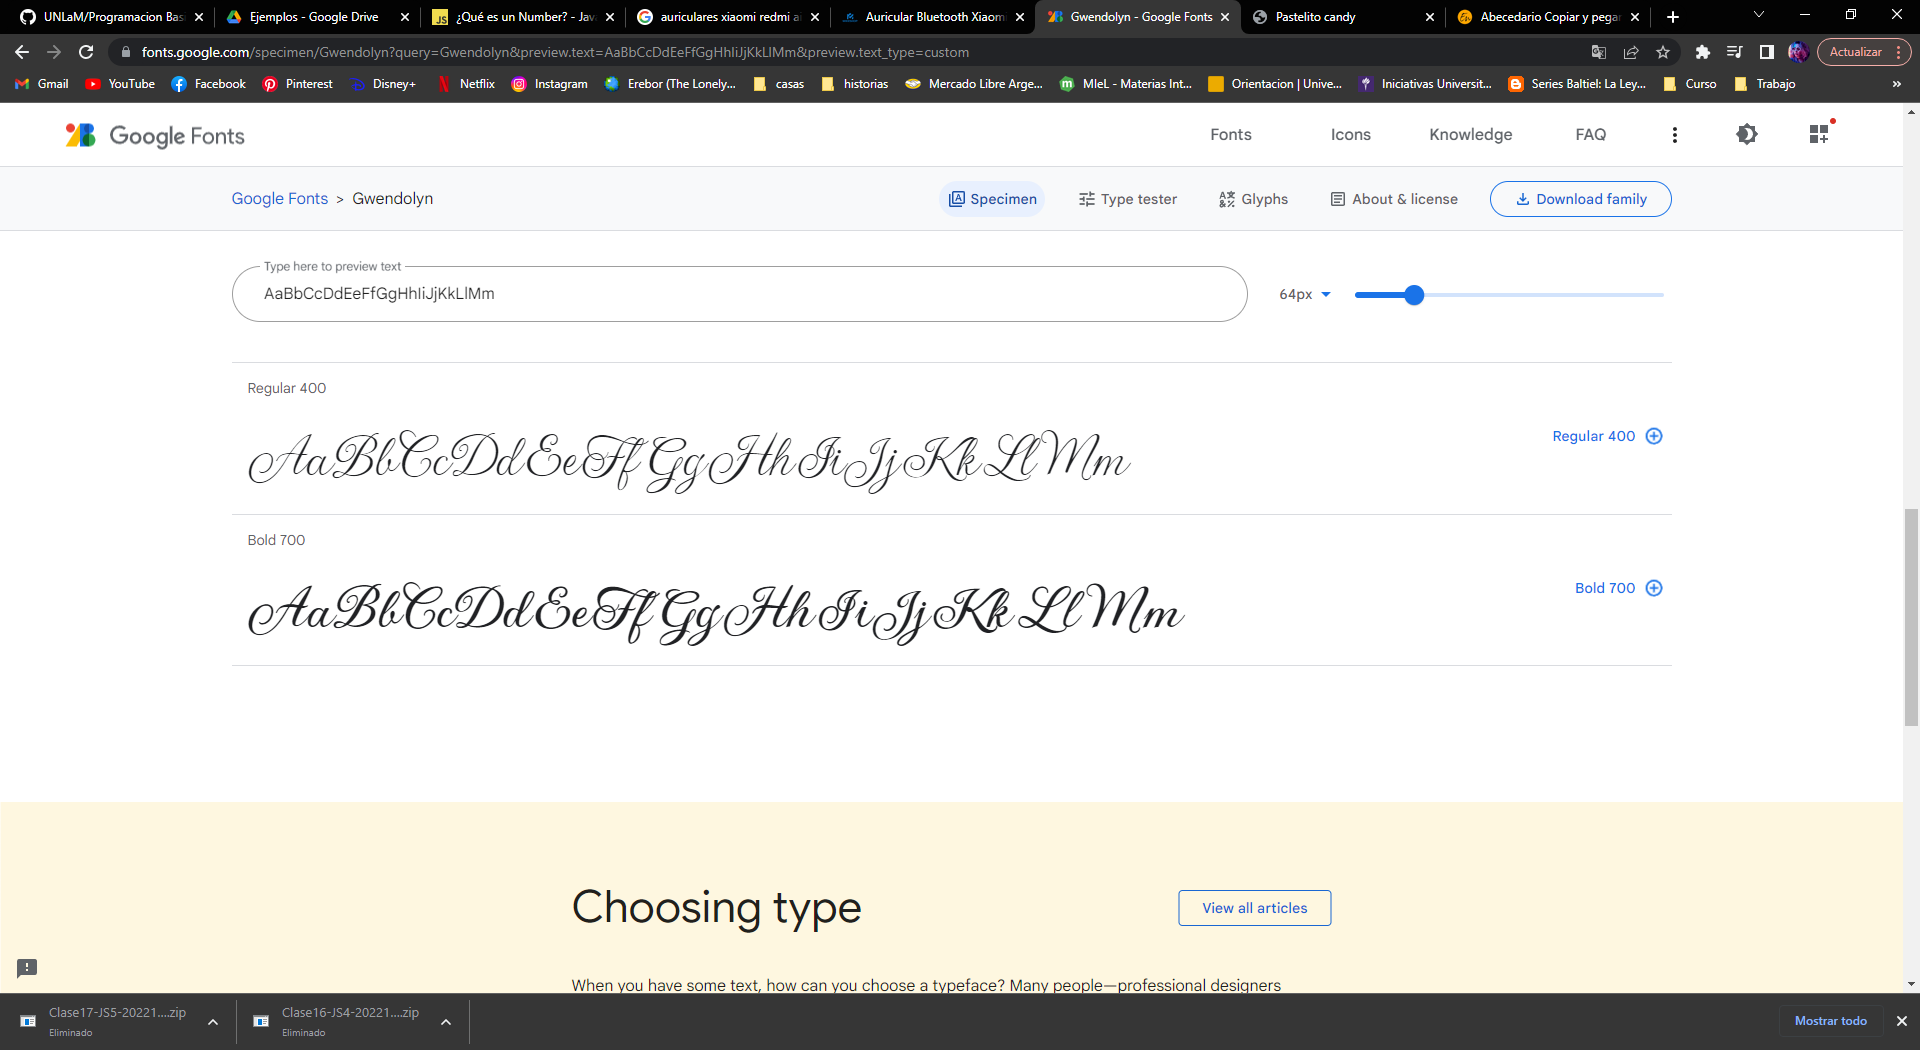 UNLaM/Programacion Bas
Ejemplos - Google Drive
¿Qué es un Number? - Jav
auriculares xiaomi redmi ai
Auricular Bluetooth Xiaom
Gwendolyn - Google Fonts
Pastelito candy
Abecedario Copiar y pegar
fonts.google.com/specimen/Gwendolyn?query=Gwendolyn&preview.text=AaBbCcDdEeFfGgHhIiJjKkLlMm&preview.text_type=custom
Actualizar
Gmail
YouTube
Facebook
Pinterest
Disney+
Netflix
Instagram
Erebor (The Lonely...
casas
historias
Mercado Libre Arge...
MIeL - Materias Int...
Orientacion | Unive...
Iniciativas Universit...
Series Baltiel: La Ley...
Curso
Trabajo
»
Google Fonts
Fonts
Icons
Knowledge
FAQ
Google Fonts > Gwendolyn
Specimen
Type tester
Glyphs
About & license
Download family
Type here to preview text
AaBbCcDdEeFfGgHhIiJjKkLlMm
64px
Regular 400
AaBbCcDdEeFfGgHhIiJjKkLlMm
Regular 400
Bold 700
AaBbCcDdEeFfGgHhIiJjKkLlMm
Bold 700
Choosing type
View all articles
When you have some text, how can you choose a typeface? Many people—professional designers
Clase17-JS5-20221....zip
Eliminado
Clase16-JS4-20221....zip
Eliminado
Mostrar todo